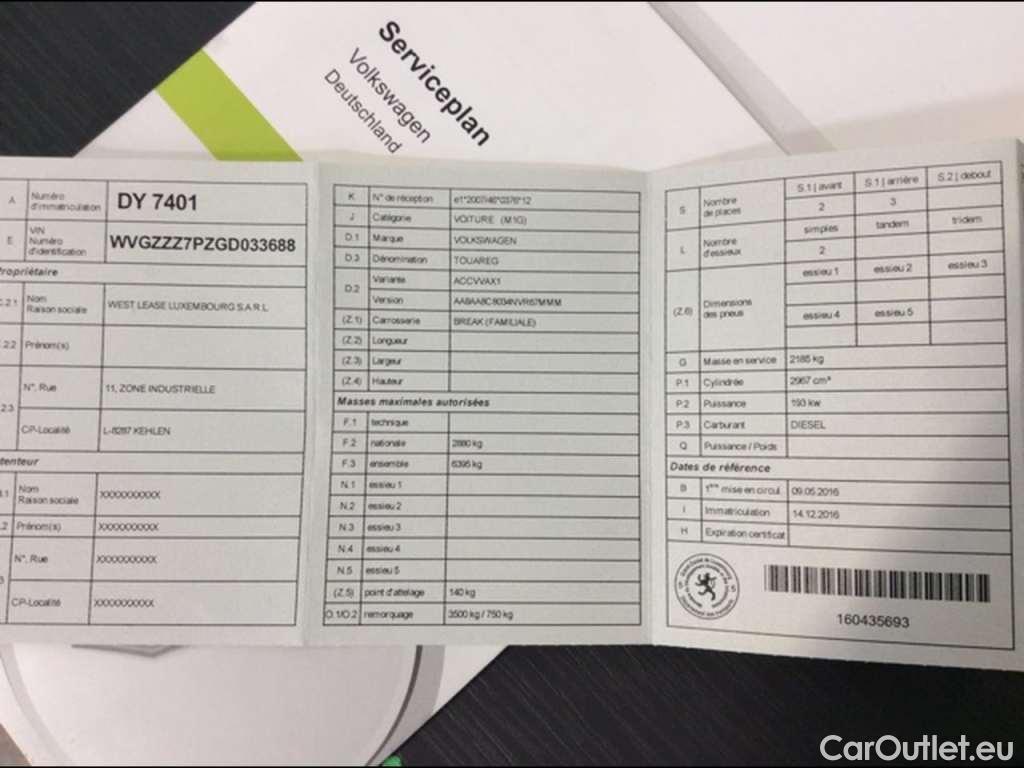 Serviceplan
Volkswagen
Deutschland
A Numéro d'immatriculation DY 7401
E VIN Numéro d'identification WVGZZZ7PZGD033688
Propriétaire
C.2.1 Nom Raison sociale WEST LEASE LUXEMBOURG S.A.R.L
2.2 Prénom(s)
2.3 N°, Rue 11, ZONE INDUSTRIELLE
CP-Localité L-8287 KEHLEN
tenteur
.1 Nom Raison sociale XXXXXXXXXX
.2 Prénom(s) XXXXXXXXXX
N°, Rue XXXXXXXXXX
CP-Localité XXXXXXXXXX
K N° de réception e1*2007/46*0376*12
J Catégorie VOITURE (M1G)
D.1 Marque VOLKSWAGEN
D.3 Dénomination TOUAREG
D.2 Variante ACCVVAX1
Version
(Z.1) Carrosserie BREAK (FAMILIALE)
(Z.2) Longueur
(Z.3) Largeur
(Z.4) Hauteur
Masses maximales autorisées
F.1 technique
F.2 nationale 2880 kg
F.3 ensemble 6395 kg
N.1 essieu 1
N.2 essieu 2
N.3 essieu 3
N.4 essieu 4
N.5 essieu 5
(Z.5) point d'attelage 140 kg
O.1/O.2 remorquage 3500 kg / 750 kg
S Nombre de places S.1 | avant S.1 | arrière S.2 | debout
2 3
L Nombre d'essieux simples tandem tridem
2
(Z.6) Dimensions des pneus essieu 1 essieu 2 essieu 3
essieu 4 essieu 5
G Masse en service 2185 kg
P.1 Cylindrée 2967 cm³
P.2 Puissance 193 kw
P.3 Carburant DIESEL
Q Puissance / Poids
Dates de référence
B 1ère mise en circul. 09.05.2016
I Immatriculation 14.12.2016
H Expiration certificat
160435693
CarOutlet.eu